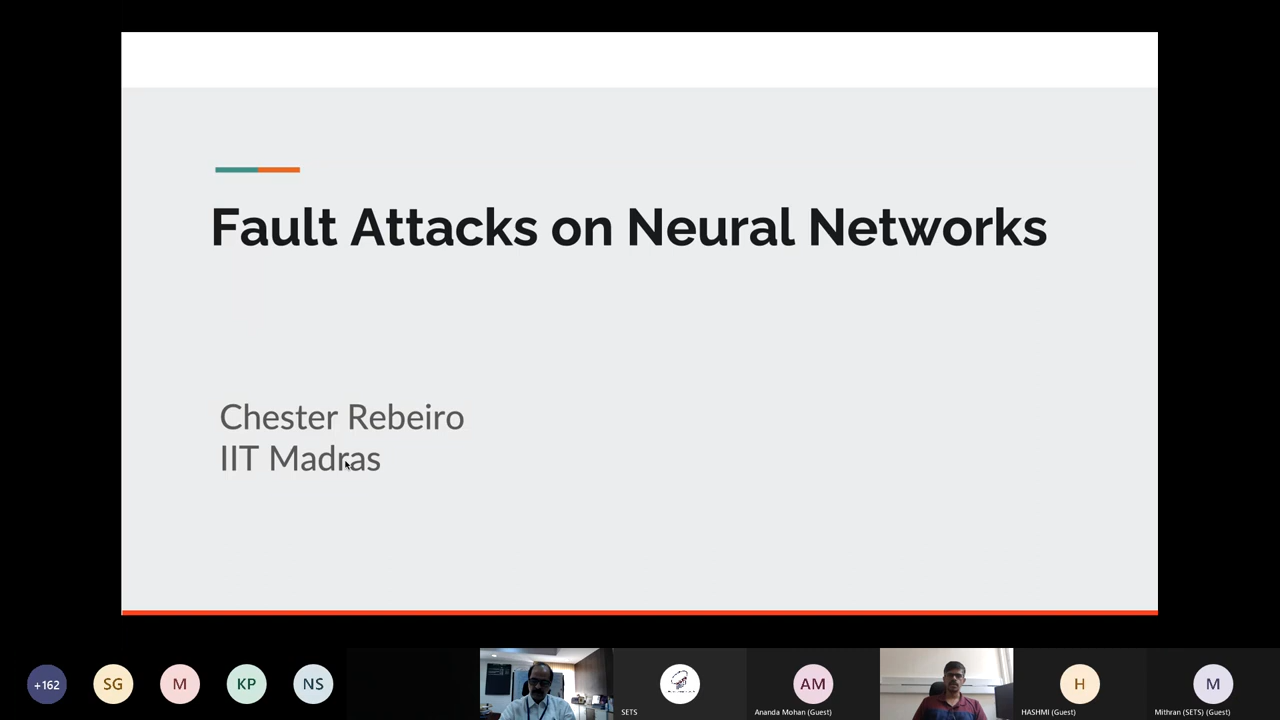 Fault Attacks on Neural Networks
Chester Rebeiro
IIT Madras
+162
SG
M
KP
NS
SETS
AM
Ananda Mohan (Guest)
H
HASHMI (Guest)
M
Mithran (SETS) (Guest)